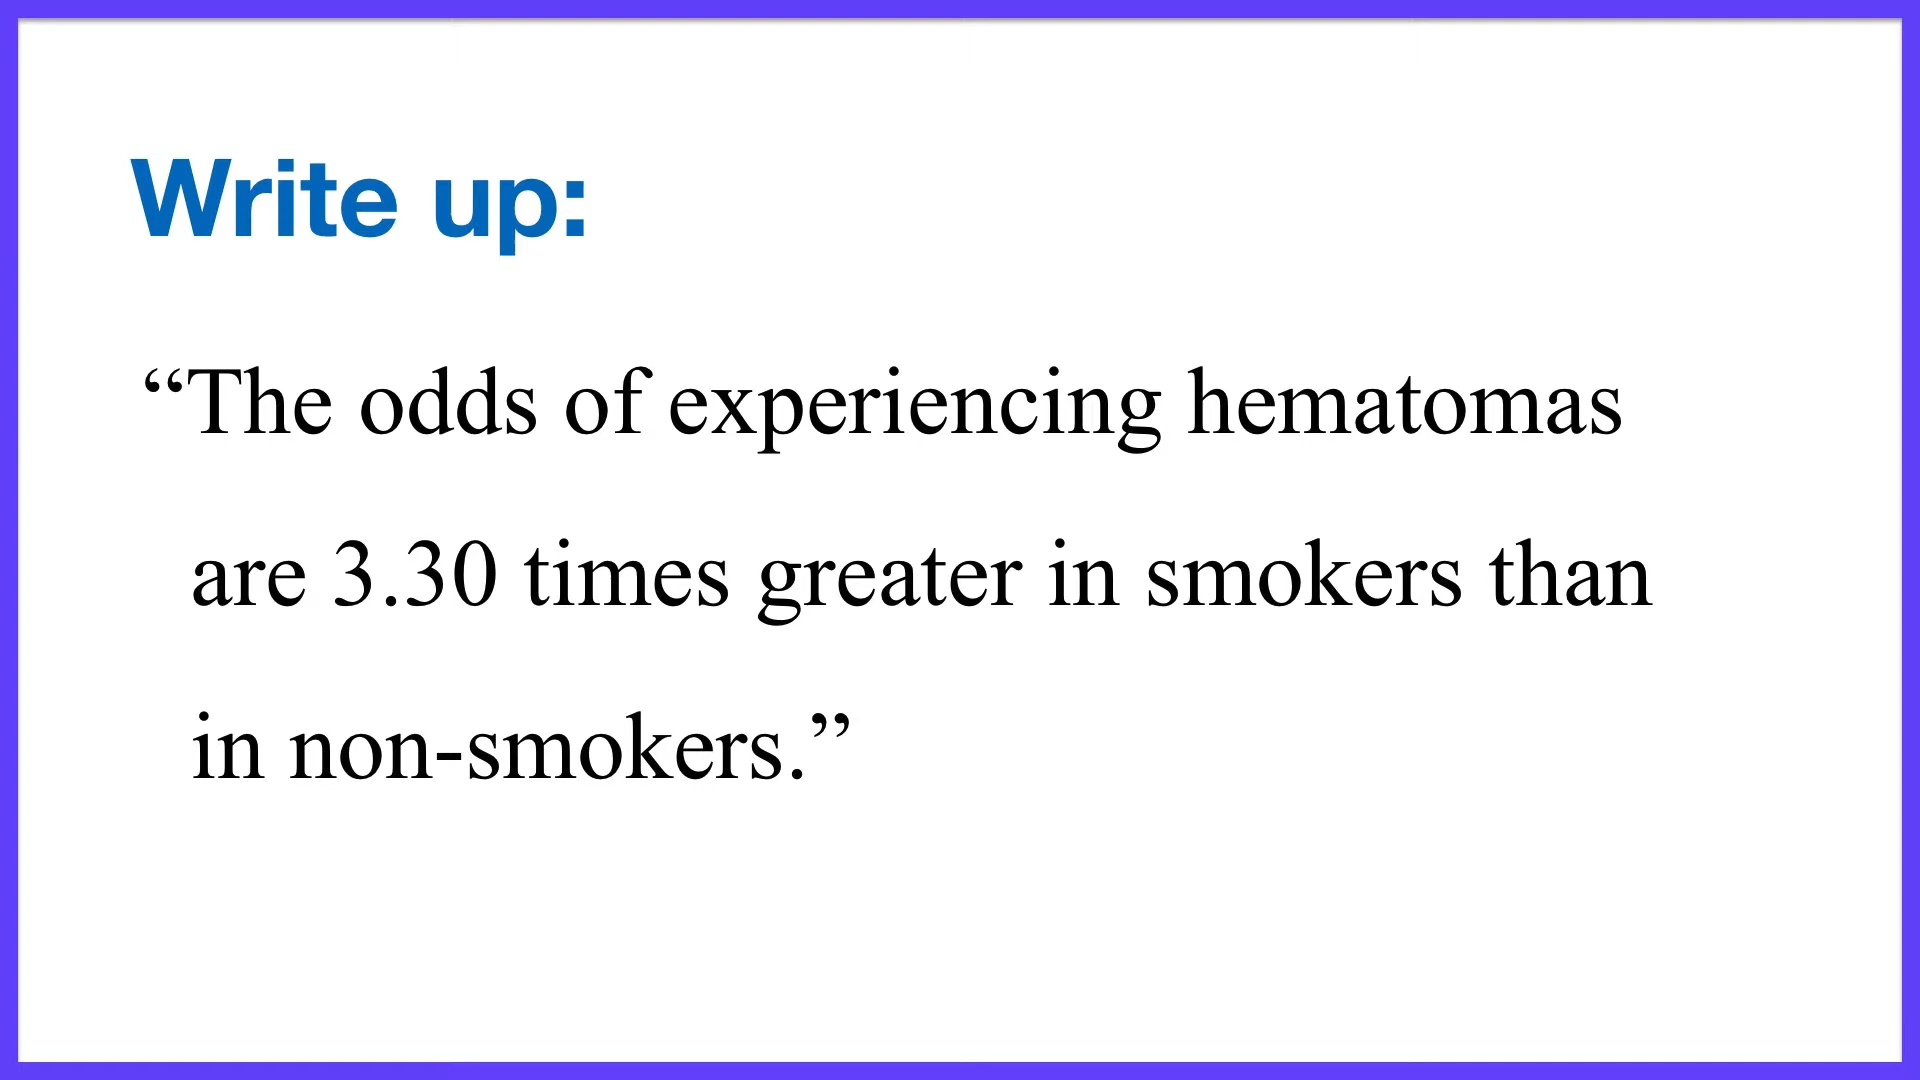 Write up:
“The odds of experiencing hematomas
are 3.30 times greater in smokers than
in non-smokers.”